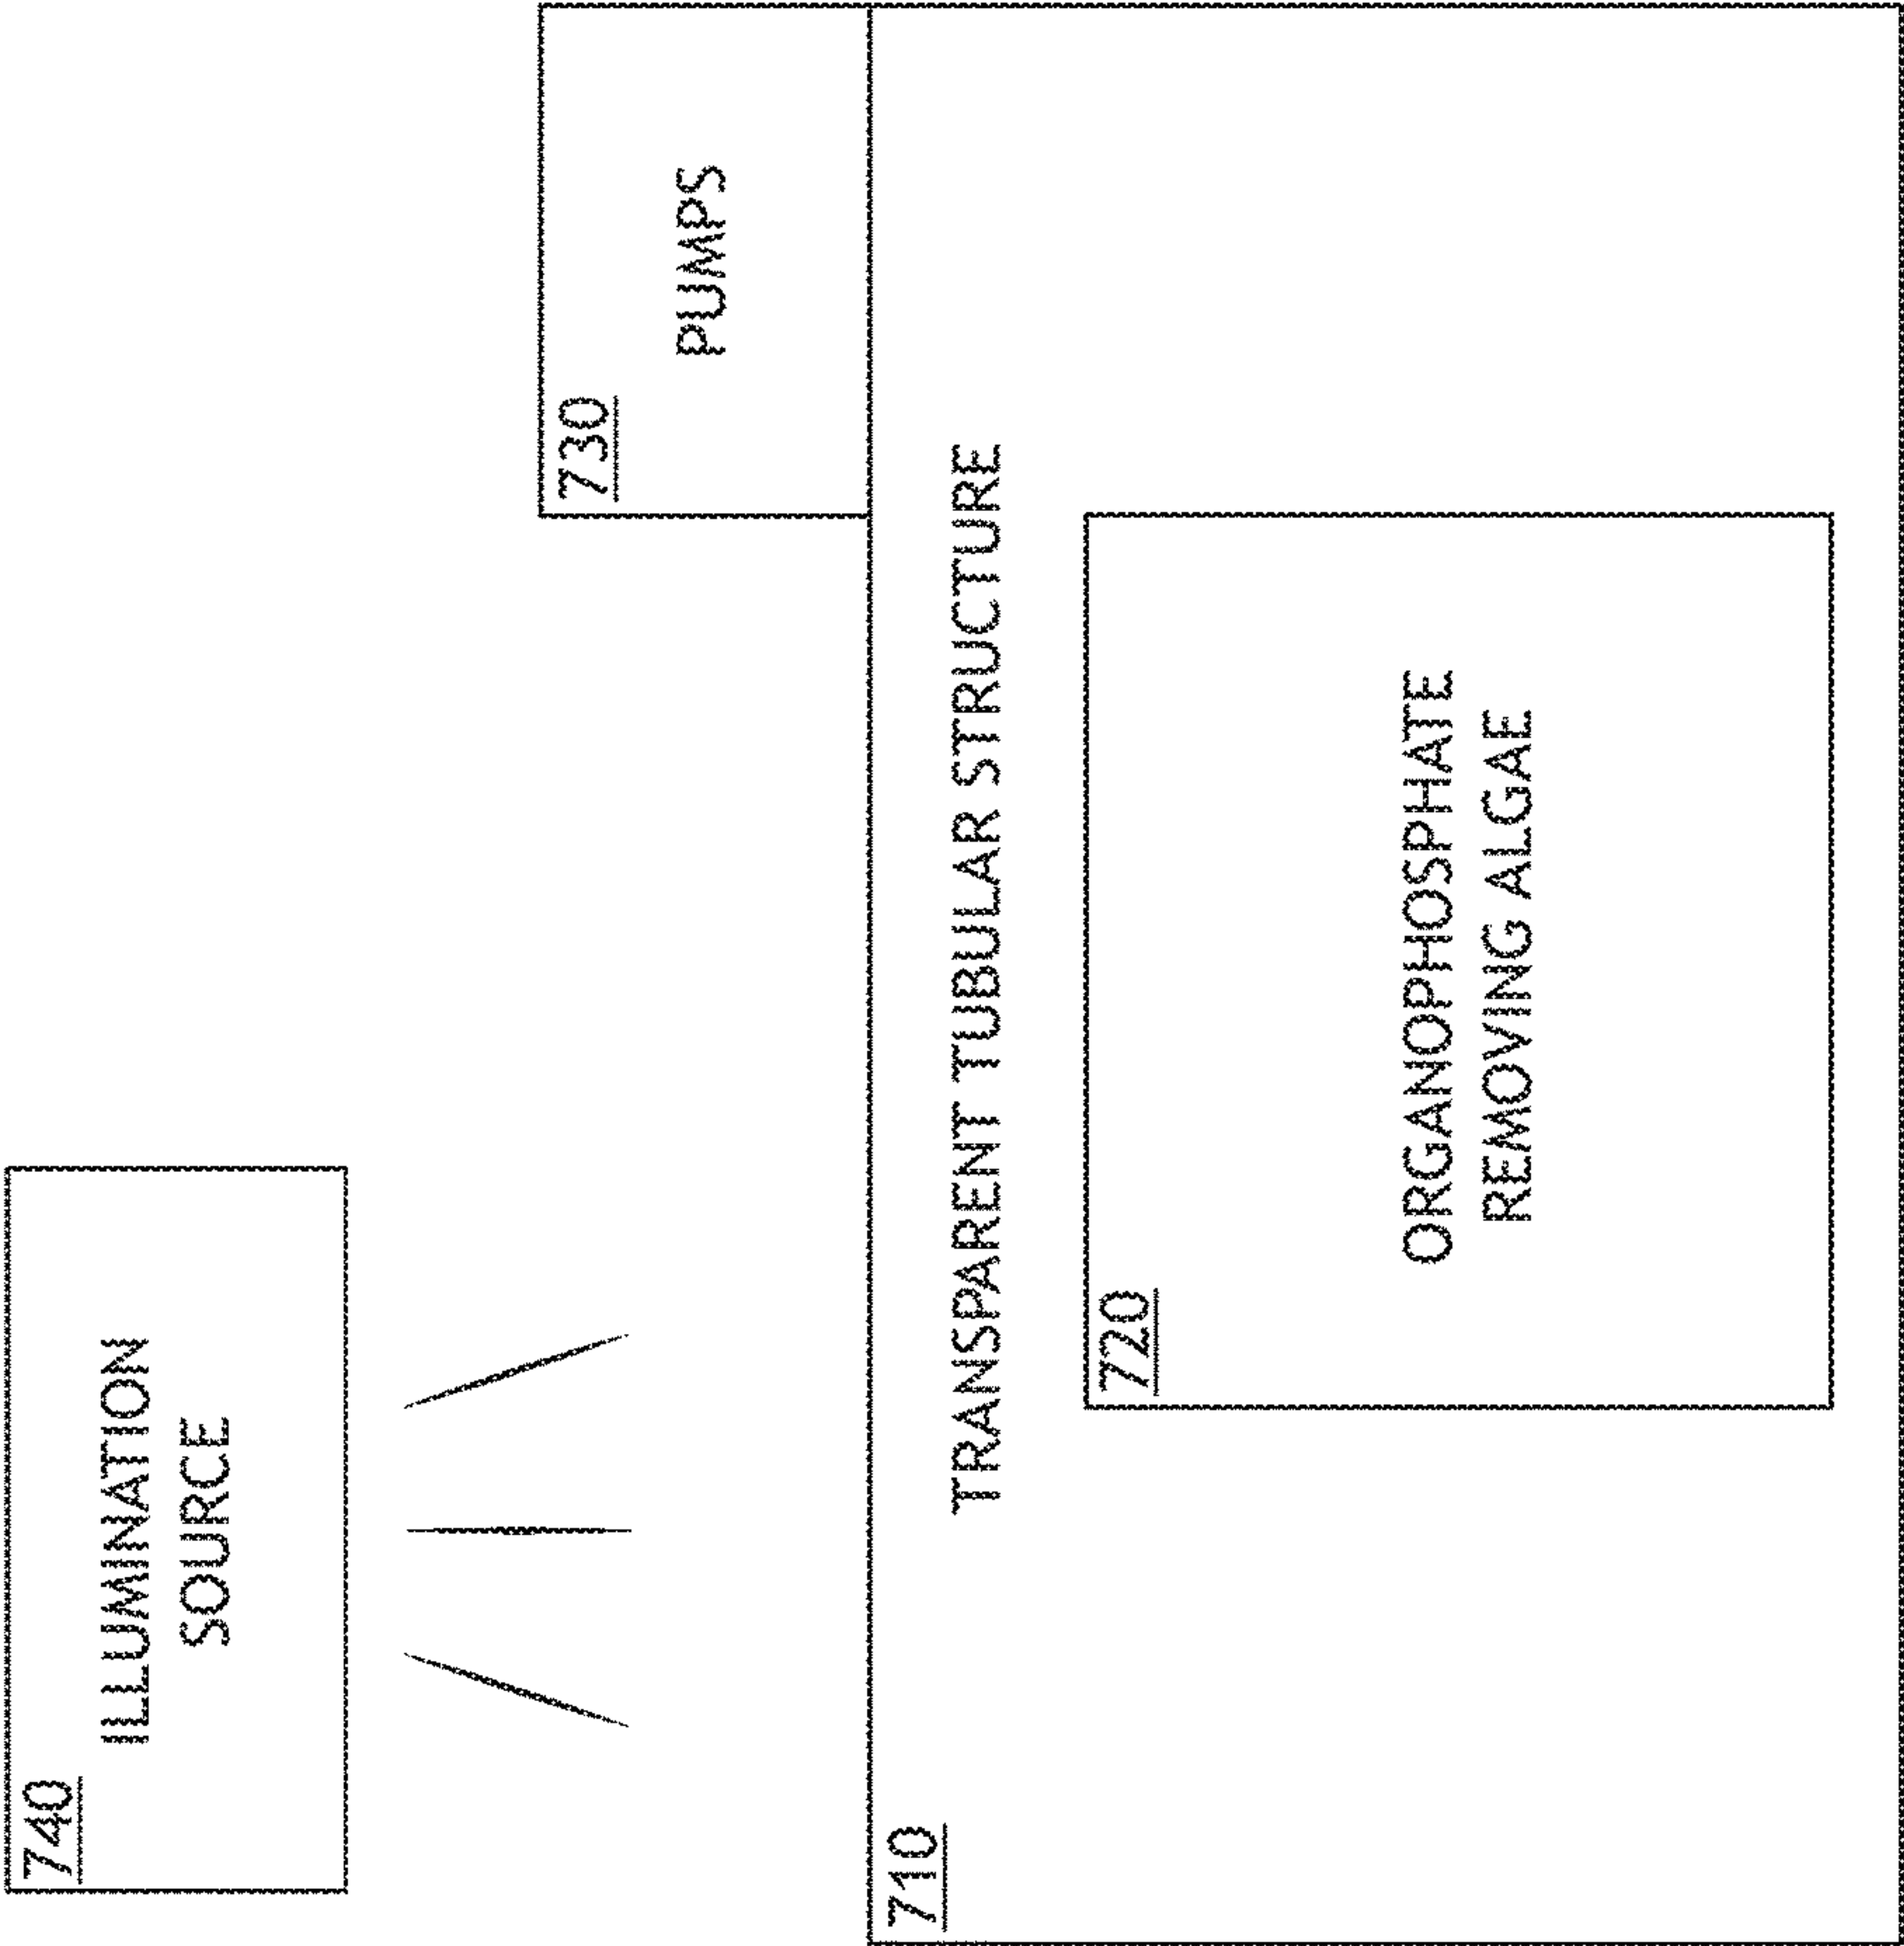 740
ILLUMINATION
SOURCE
730
PUMPS
710
TRANSPARENT TUBULAR STRUCTURE
720
ORGANOPHOSPHATE
REMOVING ALGAE